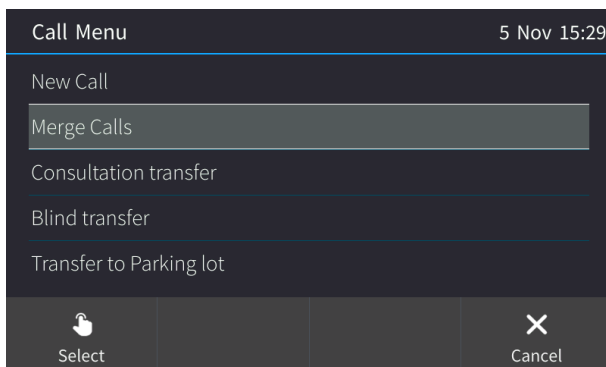 Call Menu 5 Nov 15:29
New Call
Merge Calls
Consultation transfer
Blind transfer
Transfer to Parking lot
Select Cancel